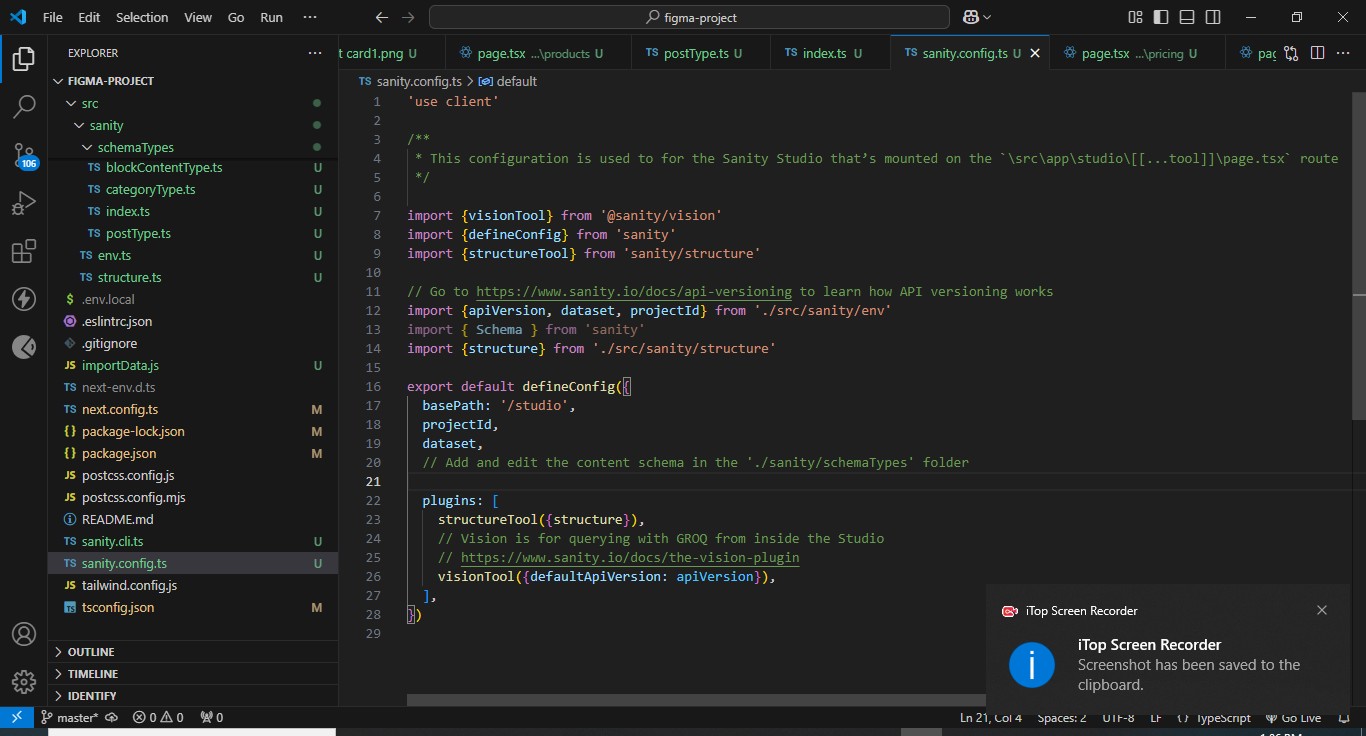 File Edit Selection View Go Run ···
figma-project
EXPLORER ···
FIGMA-PROJECT
src
sanity
schemaTypes
TS blockContentType.ts U
TS categoryType.ts U
TS index.ts U
TS postType.ts U
TS env.ts U
TS structure.ts U
$ .env.local
.eslintrc.json
.gitignore
JS importData.js U
TS next-env.d.ts
TS next.config.ts M
{} package-lock.json M
{} package.json M
JS postcss.config.js
JS postcss.config.mjs
README.md
TS sanity.cli.ts U
TS sanity.config.ts U
JS tailwind.config.js
TS tsconfig.json M
OUTLINE
TIMELINE
IDENTIFY
106
t card1.png U
page.tsx ...\products U
TS postType.ts U
TS index.ts U
TS sanity.config.ts U
page.tsx ...\pricing U
pag
TS sanity.config.ts > default
1 'use client'
2
3 /**
4 * This configuration is used to for the Sanity Studio that’s mounted on the `\src\app\studio\[[...tool]]\page.tsx` route
5 */
6
7 import {visionTool} from '@sanity/vision'
8 import {defineConfig} from 'sanity'
9 import {structureTool} from 'sanity/structure'
10
11 // Go to https://www.sanity.io/docs/api-versioning to learn how API versioning works
12 import {apiVersion, dataset, projectId} from './src/sanity/env'
13 import { Schema } from 'sanity'
14 import {structure} from './src/sanity/structure'
15
16 export default defineConfig({
17 basePath: '/studio',
18 projectId,
19 dataset,
20 // Add and edit the content schema in the './sanity/schemaTypes' folder
21
22 plugins: [
23 structureTool({structure}),
24 // Vision is for querying with GROQ from inside the Studio
25 // https://www.sanity.io/docs/the-vision-plugin
26 visionTool({defaultApiVersion: apiVersion}),
27 ],
28 })
29
iTop Screen Recorder
iTop Screen Recorder
Screenshot has been saved to the
clipboard.
master* 0 0 0
Ln 21, Col 4 Spaces: 2 UTF-8 LF {} TypeScript Go Live